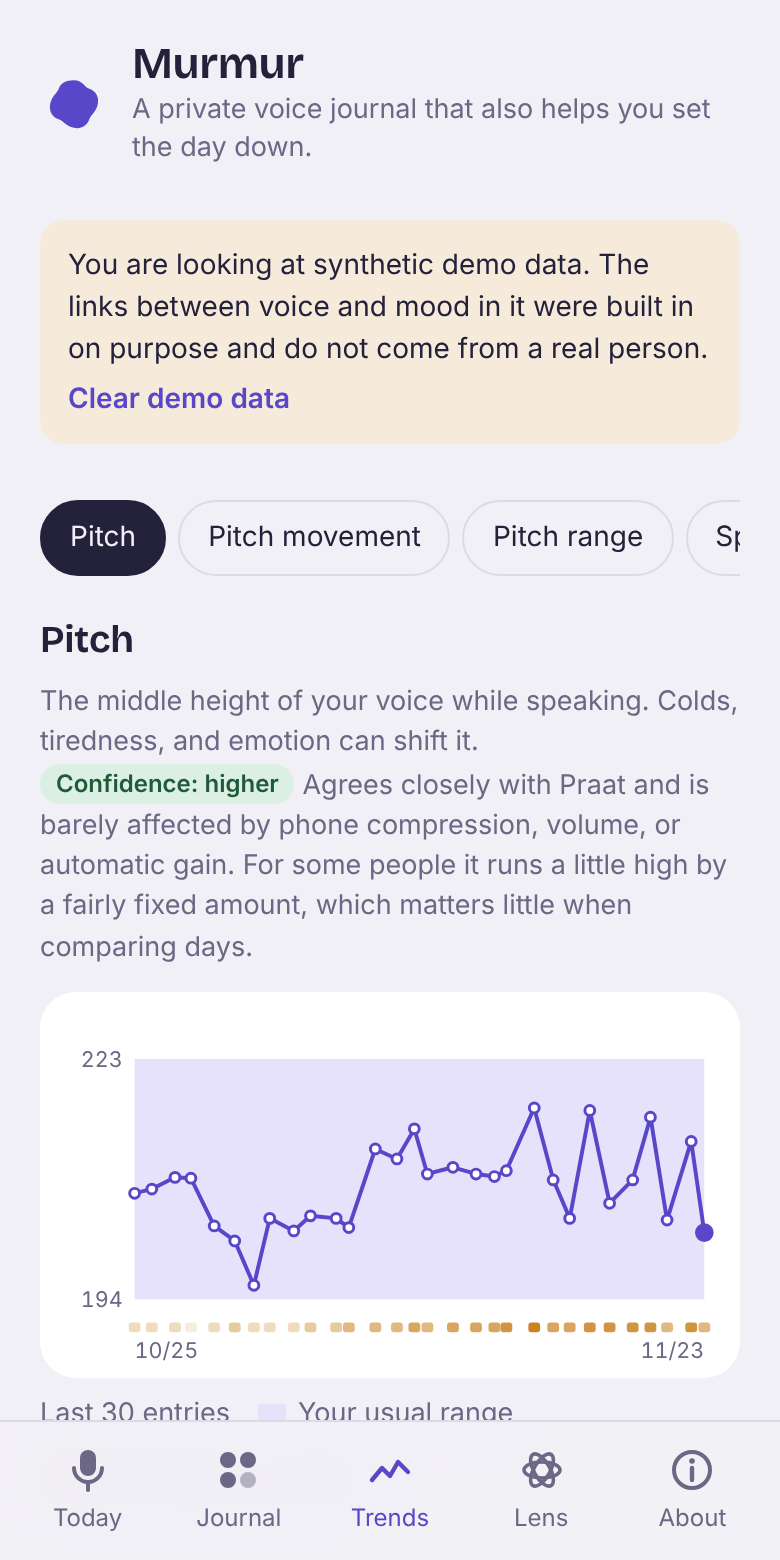 Murmur
A private voice journal that also helps you set
the day down.
You are looking at synthetic demo data. The
links between voice and mood in it were built in
on purpose and do not come from a real person.
Clear demo data
Pitch
Pitch movement
Pitch range
Sp
Pitch
The middle height of your voice while speaking. Colds,
tiredness, and emotion can shift it.
Confidence: higher Agrees closely with Praat and is
barely affected by phone compression, volume, or
automatic gain. For some people it runs a little high by
a fairly fixed amount, which matters little when
comparing days.
223
194
10/25
11/23
Last 30 entries
Your usual range
Today
Journal
Trends
Lens
About